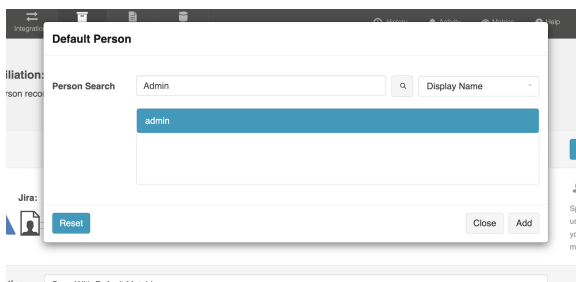 Integratio
History
Activity
Metrics
Help
Default Person
iliation:
rson reco
Person Search
Admin
Display Name
admin
Jira:
Reset
Close
Add